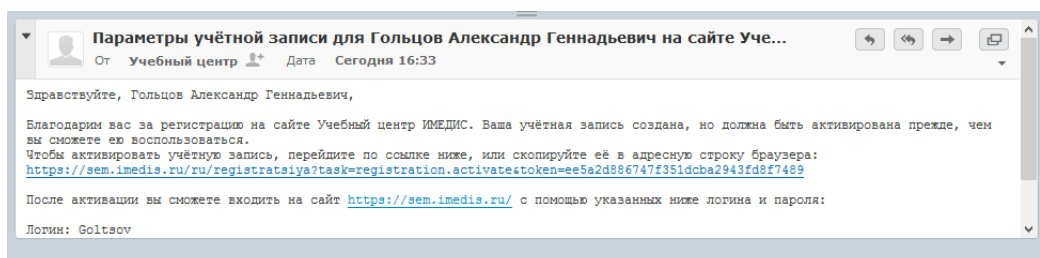 Параметры учётной записи для Гольцов Александр Геннадьевич на сайте Уче...
От Учебный центр Дата Сегодня 16:33
Здравствуйте, Гольцов Александр Геннадьевич,
Благодарим вас за регистрацию на сайте Учебный центр ИМЕДИС. Ваша учётная запись создана, но должна быть активирована прежде, чем
вы сможете ею воспользоваться.
Чтобы активировать учётную запись, перейдите по ссылке ниже, или скопируйте её в адресную строку браузера:
https://sem.imedis.ru/ru/registratsiya?task=registration.activate&token=ee5a2d886747f351dcba2943fd8f7489
После активации вы сможете входить на сайт https://sem.imedis.ru/ с помощью указанных ниже логина и пароля:
Логин: Goltsov